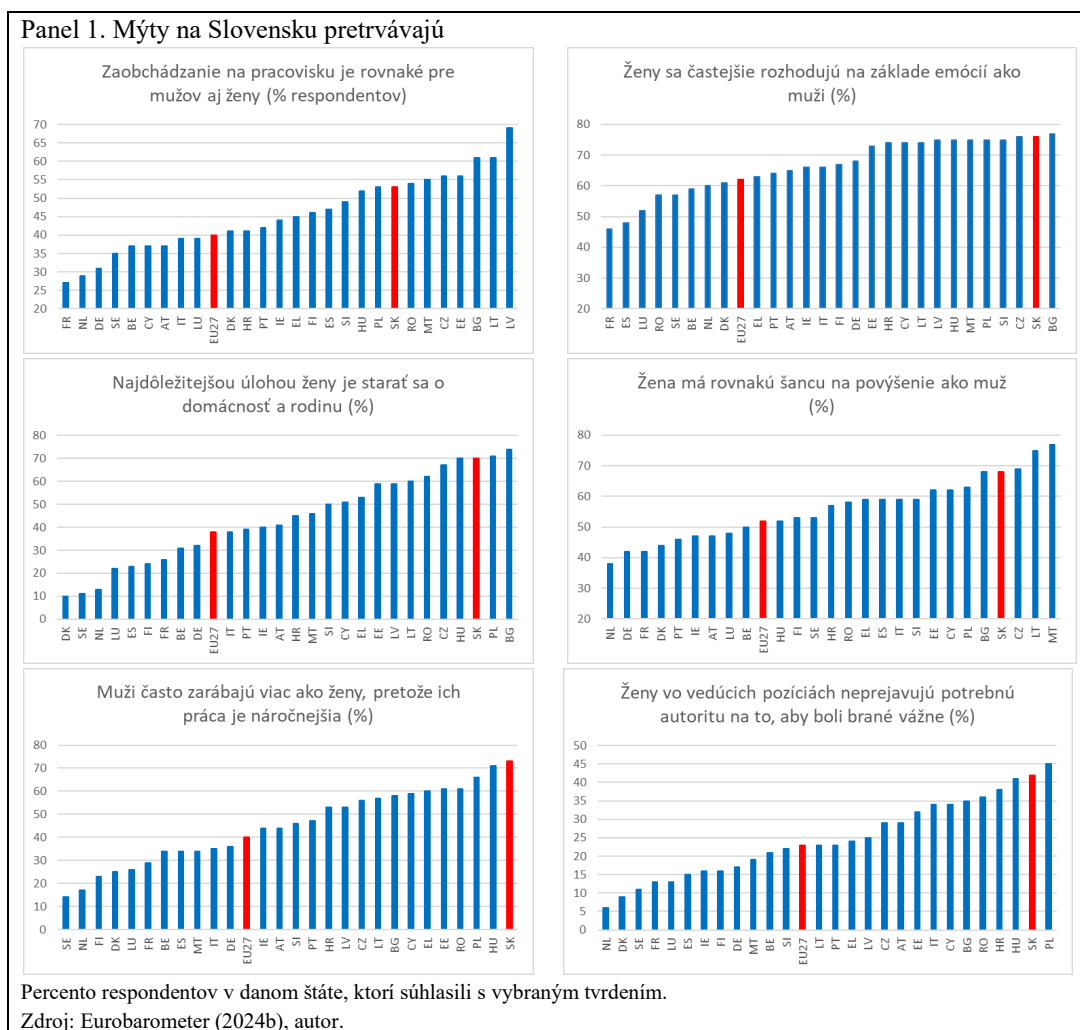 Panel 1. Mýty na Slovensku pretrvávajú
Zaobchádzanie na pracovisku je rovnaké pre
mužov aj ženy (% respondentov)
70
65
60
55
50
45
40
35
30
25
20
FR NL DE SE BE CY AT IT LU EU27 DK HR PT IE EL FI ES SI HU PL SK RO MT CZ EE BG LT LV
Ženy sa častejšie rozhodujú na základe emócií ako
muži (%)
80
70
60
50
40
30
20
FR ES LU RO SE BE NL DK EU27 EL PT AT IE IT FI DE EE HR CY LT LV HU MT PL SI CZ SK BG
Najdôležitejšou úlohou ženy je starať sa o
domácnosť a rodinu (%)
80
70
60
50
40
30
20
10
0
DK SE NL LU ES FI FR BE DE EU27 IT PT IE AT HR MT SI CY EL EE LV LT RO CZ HU SK PL BG
Žena má rovnakú šancu na povýšenie ako muž
(%)
80
70
60
50
40
30
20
NL DE FR DK PT IE AT LU BE EU27 HU FI SE HR RO EL ES IT SI EE CY PL BG SK CZ LT MT
Muži často zarábajú viac ako ženy, pretože ich
práca je náročnejšia (%)
80
70
60
50
40
30
20
10
0
SE NL FI DK LU FR BE ES MT IT DE EU27 IE AT SI PT HR LV CZ LT BG CY EL EE RO PL HU SK
Ženy vo vedúcich pozíciách neprejavujú potrebnú
autoritu na to, aby boli brané vážne (%)
50
45
40
35
30
25
20
15
10
5
0
NL DK SE FR LU ES IE FI DE MT BE SI EU27 LT PT EL LV CZ AT EE IT CY BG RO HR HU SK PL
Percento respondentov v danom štáte, ktorí súhlasili s vybraným tvrdením.
Zdroj: Eurobarometer (2024b), autor.